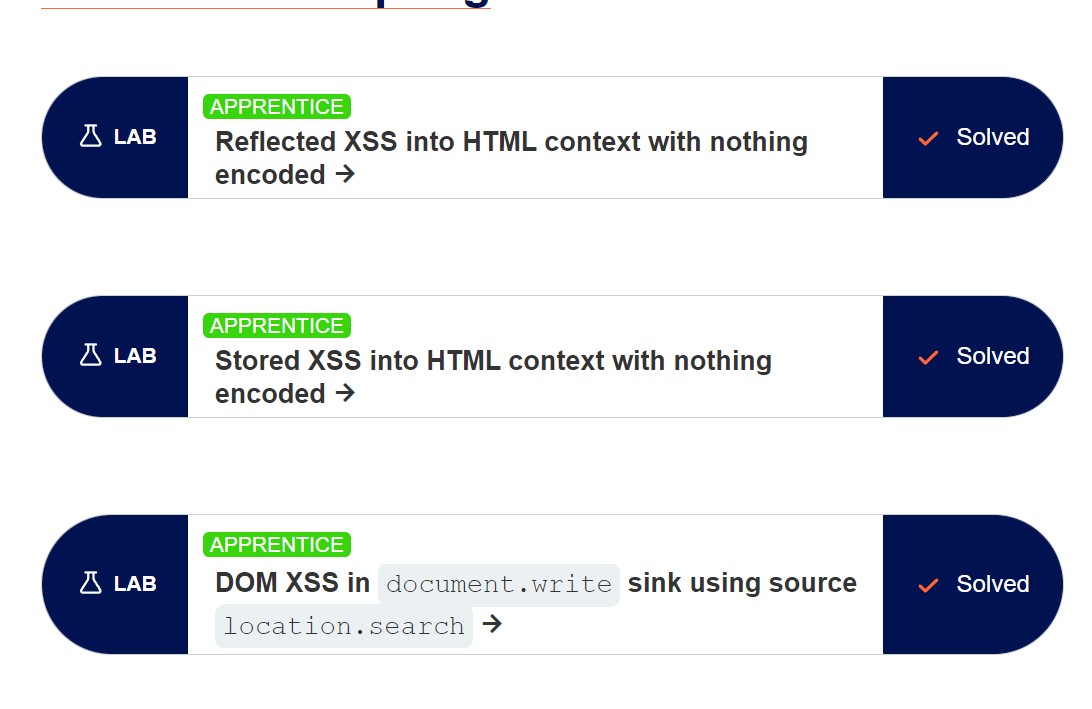 LAB
APPRENTICE
Reflected XSS into HTML context with nothing
encoded →
Solved
LAB
APPRENTICE
Stored XSS into HTML context with nothing
encoded →
Solved
LAB
APPRENTICE
DOM XSS in document.write sink using source
location.search →
Solved